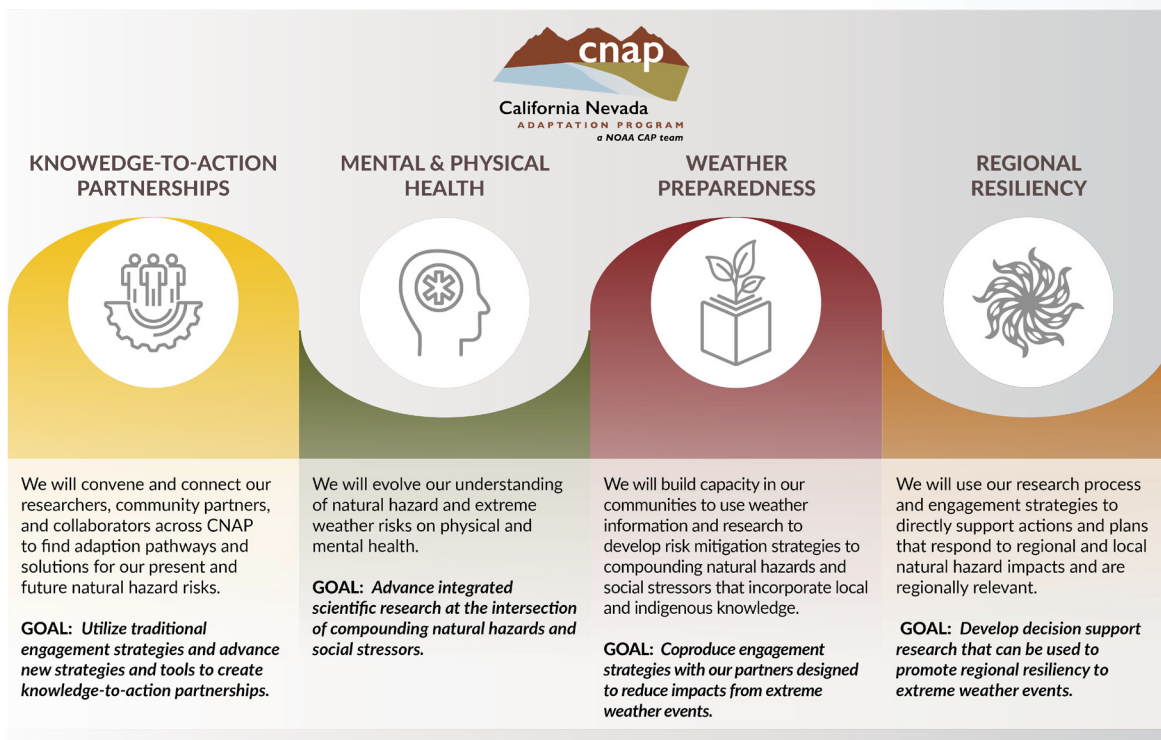 cnap
California Nevada
ADAPTATION PROGRAM
a NOAA CAP team
KNOWEDGE-TO-ACTION
PARTNERSHIPS
We will convene and connect our
researchers, community partners,
and collaborators across CNAP
to find adaption pathways and
solutions for our present and
future natural hazard risks.
GOAL: Utilize traditional
engagement strategies and advance
new strategies and tools to create
knowledge-to-action partnerships.
MENTAL & PHYSICAL
HEALTH
We will evolve our understanding
of natural hazard and extreme
weather risks on physical and
mental health.
GOAL: Advance integrated
scientific research at the intersection
of compounding natural hazards and
social stressors.
WEATHER
PREPAREDNESS
We will build capacity in our
communities to use weather
information and research to
develop risk mitigation strategies to
compounding natural hazards and
social stressors that incorporate local
and indigenous knowledge.
GOAL: Coproduce engagement
strategies with our partners designed
to reduce impacts from extreme
weather events.
REGIONAL
RESILIENCY
We will use our research process
and engagement strategies to
directly support actions and plans
that respond to regional and local
natural hazard impacts and are
regionally relevant.
GOAL: Develop decision support
research that can be used to
promote regional resiliency to
extreme weather events.